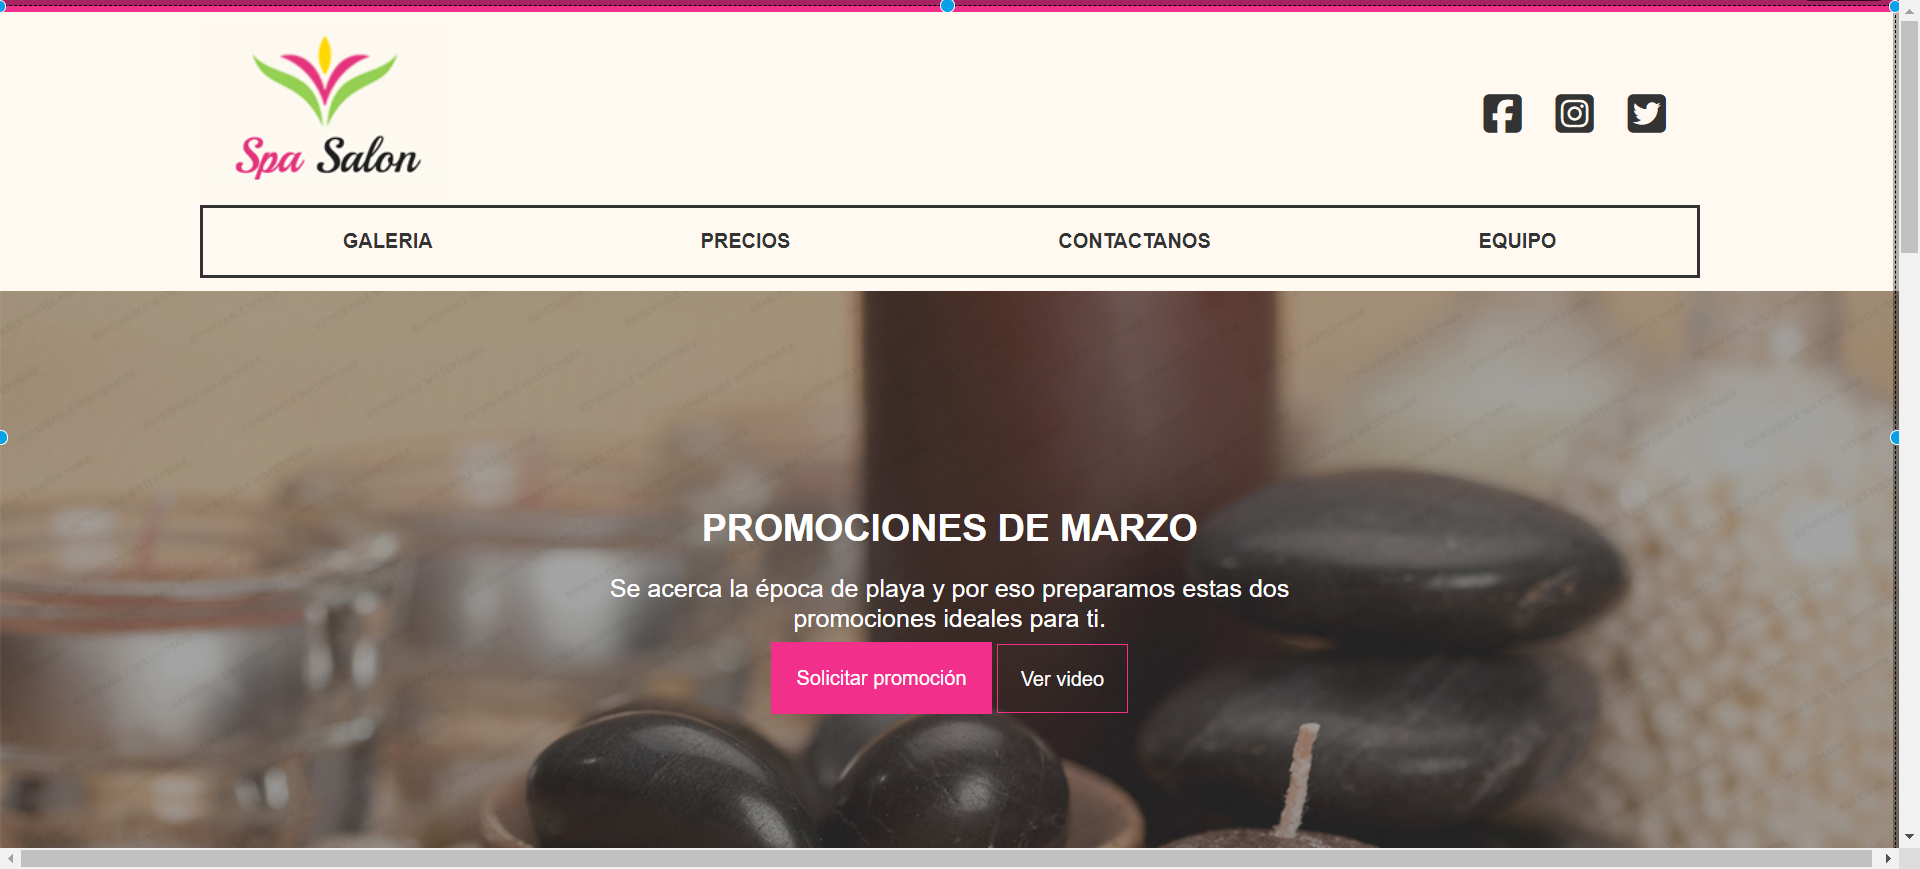 Spa Salon
GALERIA PRECIOS CONTACTANOS EQUIPO
PROMOCIONES DE MARZO
Se acerca la época de playa y por eso preparamos estas dos
promociones ideales para ti.
Solicitar promoción Ver video